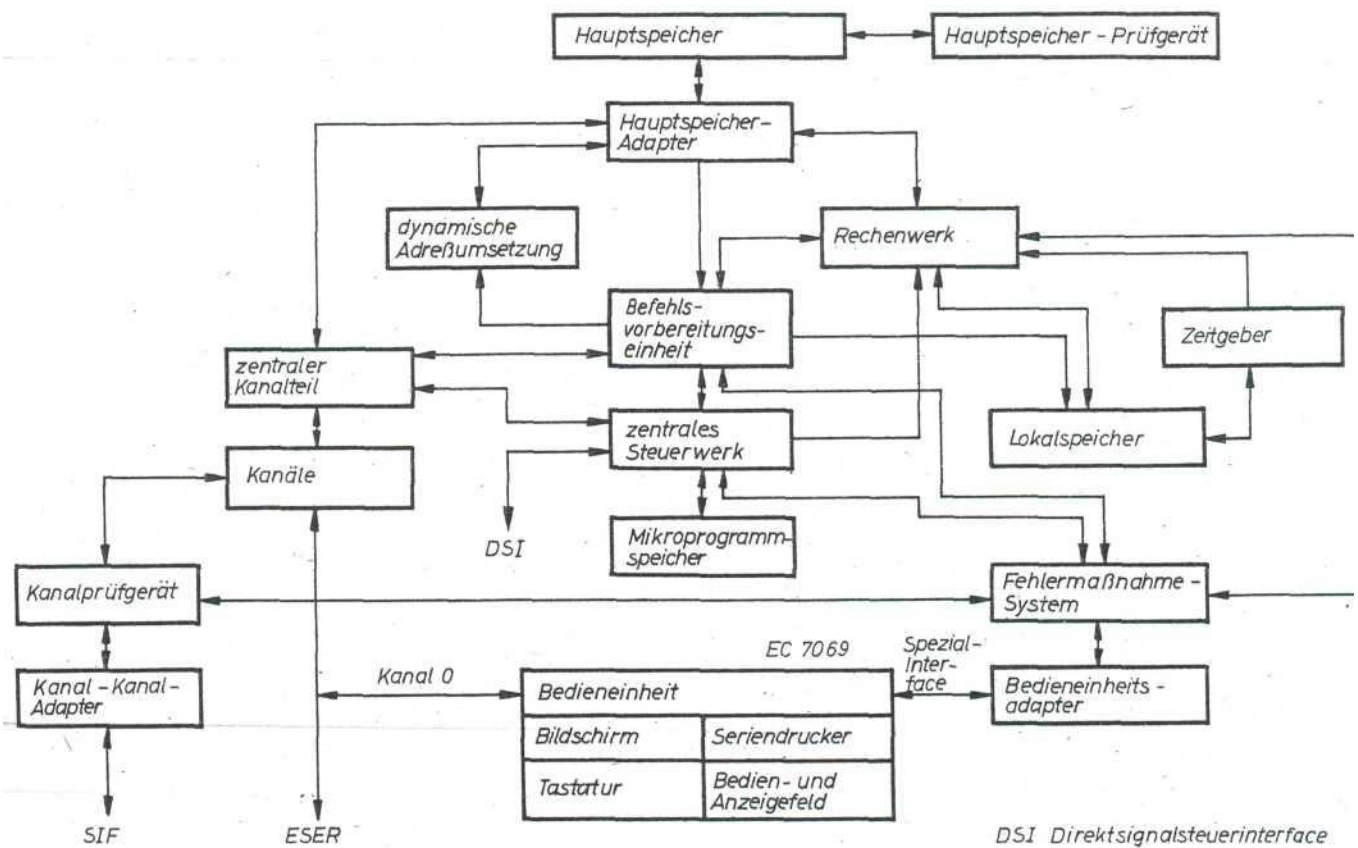 Hauptspeicher
Hauptspeicher - Prüfgerät
Hauptspeicher-
Adapter
dynamische
Adreßumsetzung
Rechenwerk
Befehls-
vorbereitungs-
einheit
Zeitgeber
zentraler
Kanalteil
zentrales
Steuerwerk
Lokalspeicher
Kanäle
DSI
Mikroprogramm-
speicher
Kanalprüfgerät
Fehlermaßnahme-
System
EC 7069
Spezial-
Inter-
face
Kanal - Kanal-
Adapter
Kanal 0
Bedieneinheit
Bedieneinheits-
adapter
Bildschirm
Seriendrucker
Tastatur
Bedien- und
Anzeigefeld
SIF
ESER
DSI Direktsignalsteuerinterface